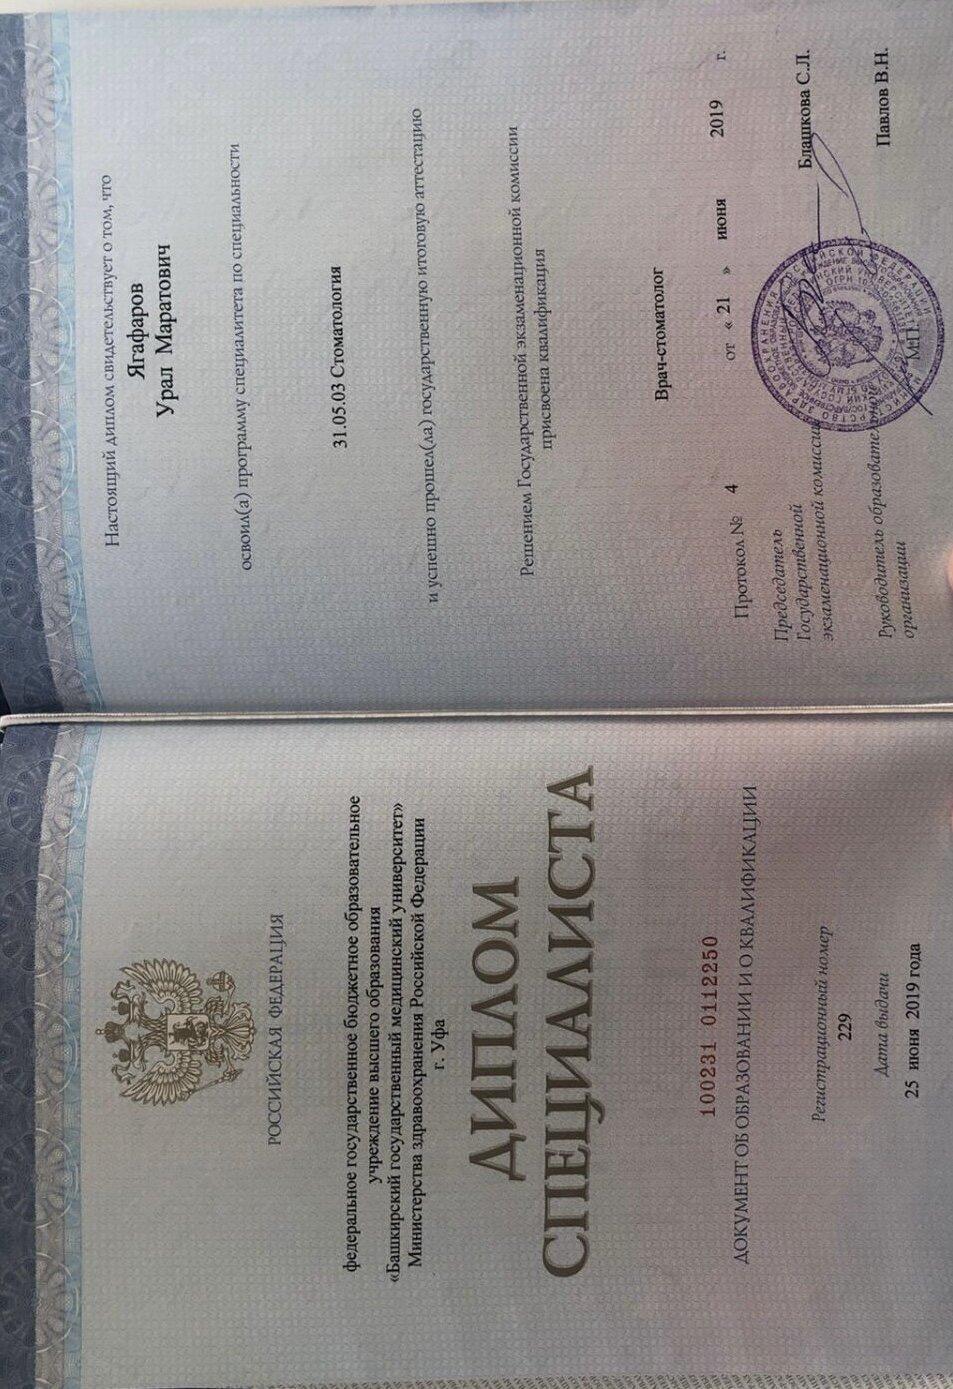 РОССИЙСКАЯ ФЕДЕРАЦИЯ
федеральное государственное бюджетное образовательное
учреждение высшего образования
«Башкирский государственный медицинский университет»
Министерства здравоохранения Российской Федерации
г. Уфа
ДИПЛОМ
СПЕЦИАЛИСТА
100231 0112250
ДОКУМЕНТ ОБ ОБРАЗОВАНИИ И О КВАЛИФИКАЦИИ
Регистрационный номер
229
Дата выдачи
25 июня 2019 года
Настоящий диплом свидетельствует о том, что
Ягафаров
Урал Маратович
освоил(а) программу специалитета по специальности
31.05.03 Стоматология
и успешно прошел(ла) государственную итоговую аттестацию
Решением Государственной экзаменационной комиссии
присвоена квалификация
Врач-стоматолог
Протокол № 4 от « 21 » июня 2019 г.
Председатель
Государственной
экзаменационной комиссии Блашкова С.Л.
Руководитель образовательной Павлов В.Н.
организации М.П.